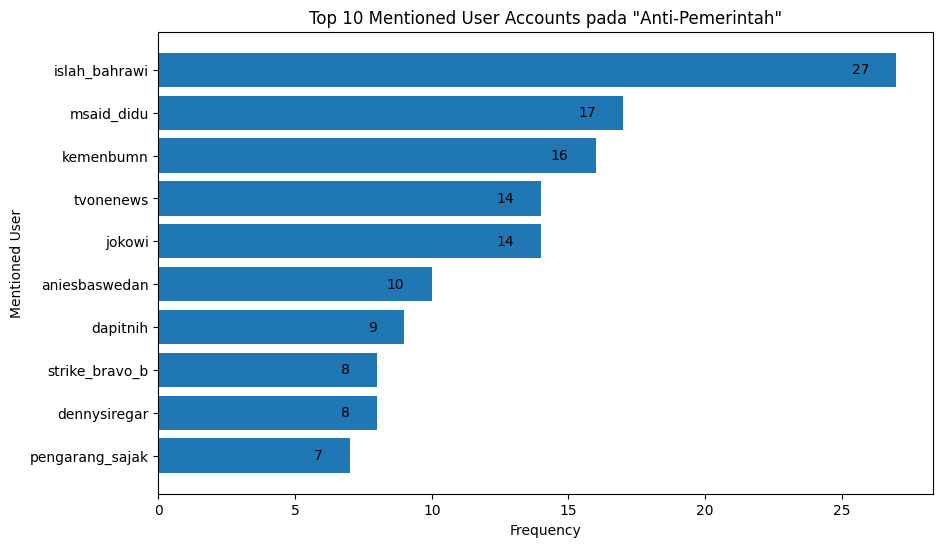 Top 10 Mentioned User Accounts pada "Anti-Pemerintah"
Mentioned User
islah_bahrawi 27
msaid_didu 17
kemenbumn 16
tvonenews 14
jokowi 14
aniesbaswedan 10
dapitnih 9
strike_bravo_b 8
dennysiregar 8
pengarang_sajak 7
0 5 10 15 20 25
Frequency